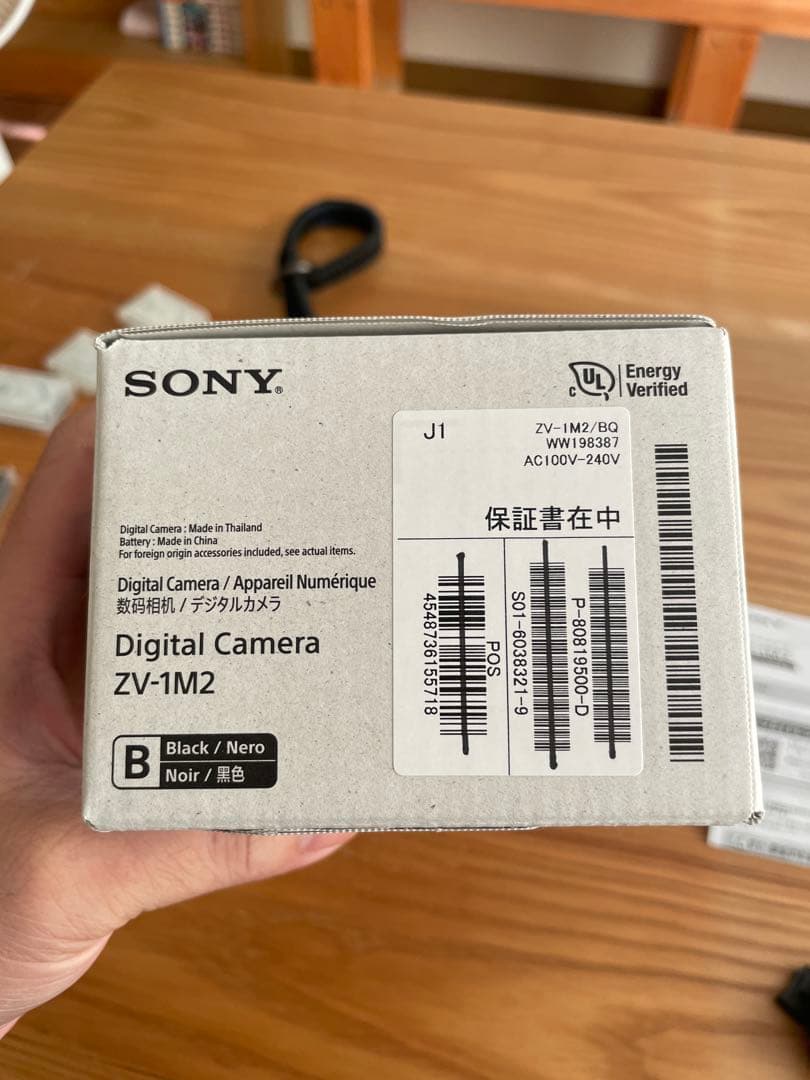 SONY®
c UL Energy
Verified
J1
ZV-1M2/BQ
WW198387
AC100V-240V
保証書在中
Digital Camera : Made in Thailand
Battery : Made in China
For foreign origin accessories included, see actual items.
Digital Camera / Appareil Numérique
数码相机 / デジタルカメラ
Digital Camera
ZV-1M2
B
Black / Nero
Noir / 黑色
POS
4548736155718
S01-6038321-9
P-80819500-D